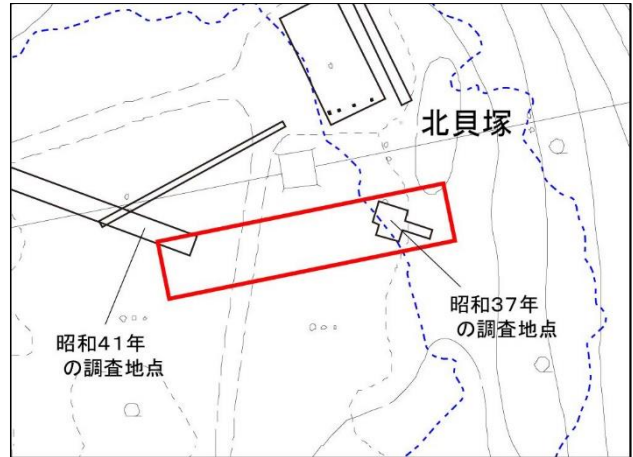 北貝塚
昭和41年
の調査地点
昭和37年
の調査地点